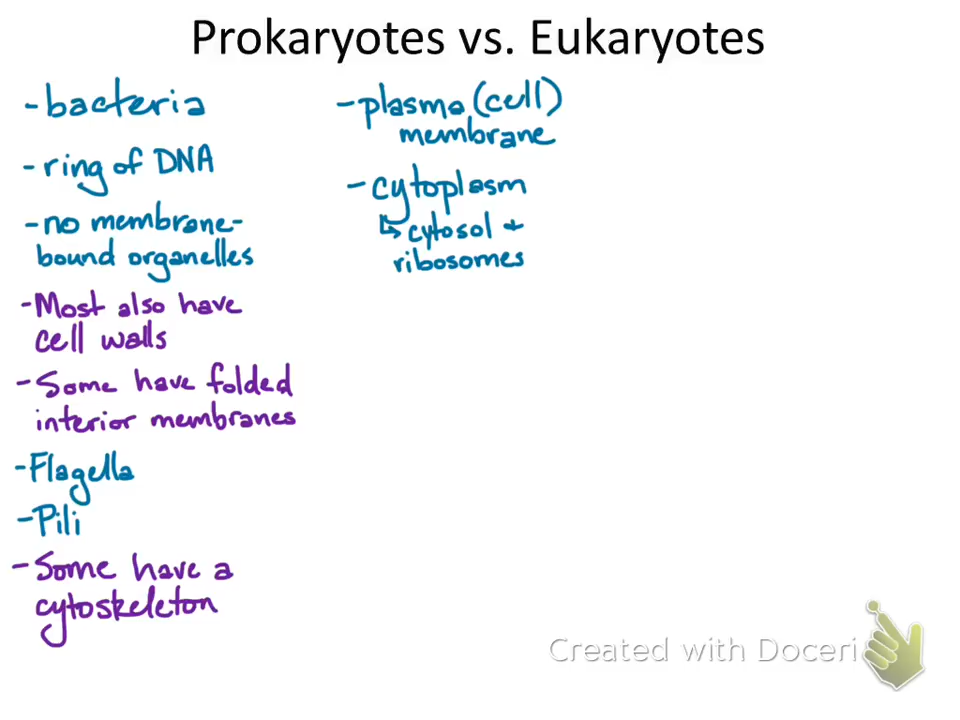 Prokaryotes vs. Eukaryotes
- bacteria
- ring of DNA
- no membrane-
bound organelles
- Most also have
cell walls
- Some have folded
interior membranes
- Flagella
- Pili
- Some have a
cytoskeleton
- plasma (cell)
membrane
- cytoplasm
↳ cytosol +
ribosomes
Created with Doceri